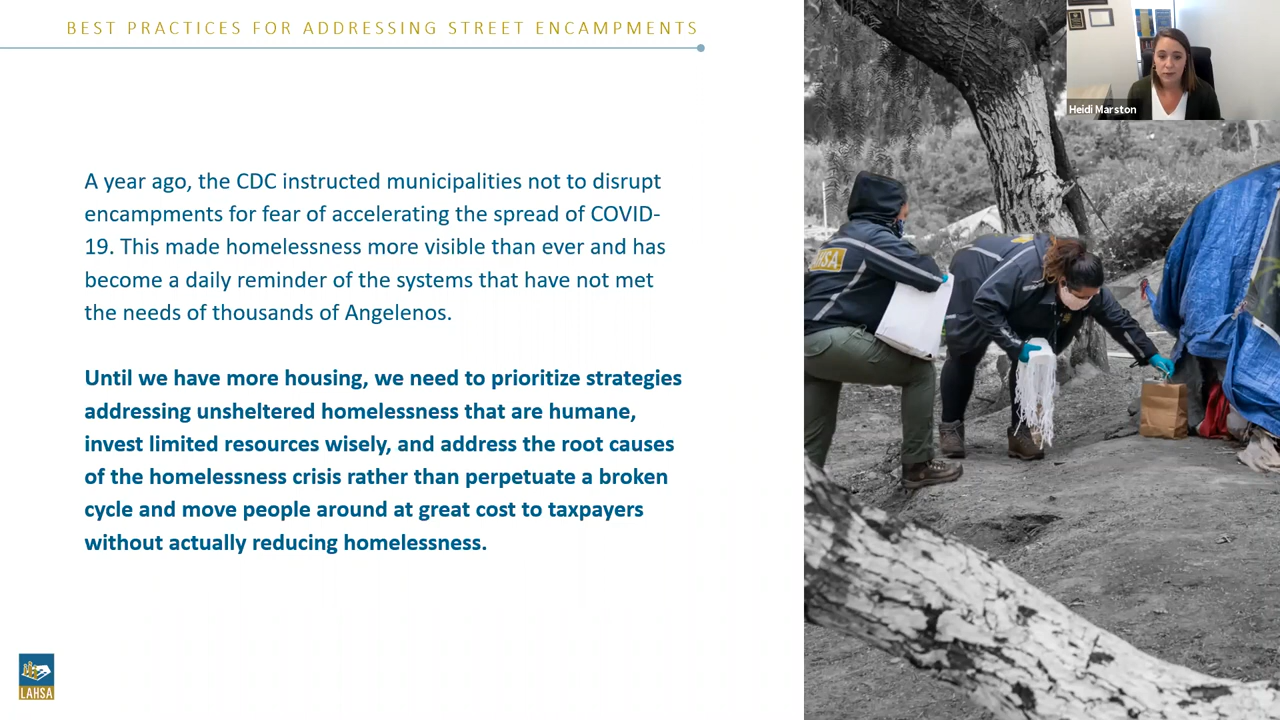 BEST PRACTICES FOR ADDRESSING STREET ENCAMPMENTS
Heidi Marston
A year ago, the CDC instructed municipalities not to disrupt
encampments for fear of accelerating the spread of COVID-
19. This made homelessness more visible than ever and has
become a daily reminder of the systems that have not met
the needs of thousands of Angelenos.
LAHSA
Until we have more housing, we need to prioritize strategies
addressing unsheltered homelessness that are humane,
invest limited resources wisely, and address the root causes
of the homelessness crisis rather than perpetuate a broken
cycle and move people around at great cost to taxpayers
without actually reducing homelessness.
LAHSA